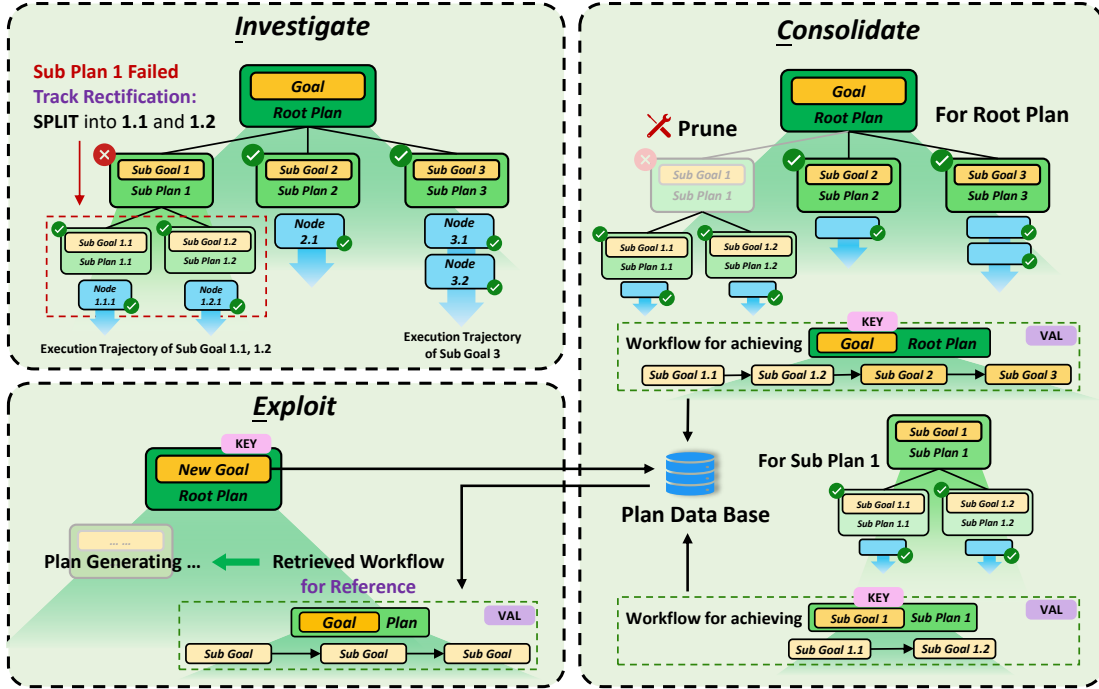 Investigate
Sub Plan 1 Failed
Track Rectification:
SPLIT into 1.1 and 1.2
Goal
Root Plan
Sub Goal 1
Sub Plan 1
Sub Goal 2
Sub Plan 2
Sub Goal 3
Sub Plan 3
Sub Goal 1.1
Sub Plan 1.1
Sub Goal 1.2
Sub Plan 1.2
Node
1.1.1
Node
1.2.1
Node
2.1
Node
3.1
Node
3.2
Execution Trajectory of Sub Goal 1.1, 1.2
Execution Trajectory
of Sub Goal 3
Exploit
KEY
New Goal
Root Plan
... ...
Plan Generating ...
Retrieved Workflow
for Reference
VAL
Goal
Plan
Sub Goal
Sub Goal
Sub Goal
Consolidate
Goal
Root Plan
For Root Plan
Prune
Sub Goal 1
Sub Plan 1
Sub Goal 2
Sub Plan 2
Sub Goal 3
Sub Plan 3
Sub Goal 1.1
Sub Plan 1.1
Sub Goal 1.2
Sub Plan 1.2
KEY
VAL
Workflow for achieving
Goal
Root Plan
Sub Goal 1.1
Sub Goal 1.2
Sub Goal 2
Sub Goal 3
Plan Data Base
For Sub Plan 1
Sub Goal 1
Sub Plan 1
Sub Goal 1.1
Sub Plan 1.1
Sub Goal 1.2
Sub Plan 1.2
KEY
VAL
Workflow for achieving
Sub Goal 1
Sub Plan 1
Sub Goal 1.1
Sub Goal 1.2